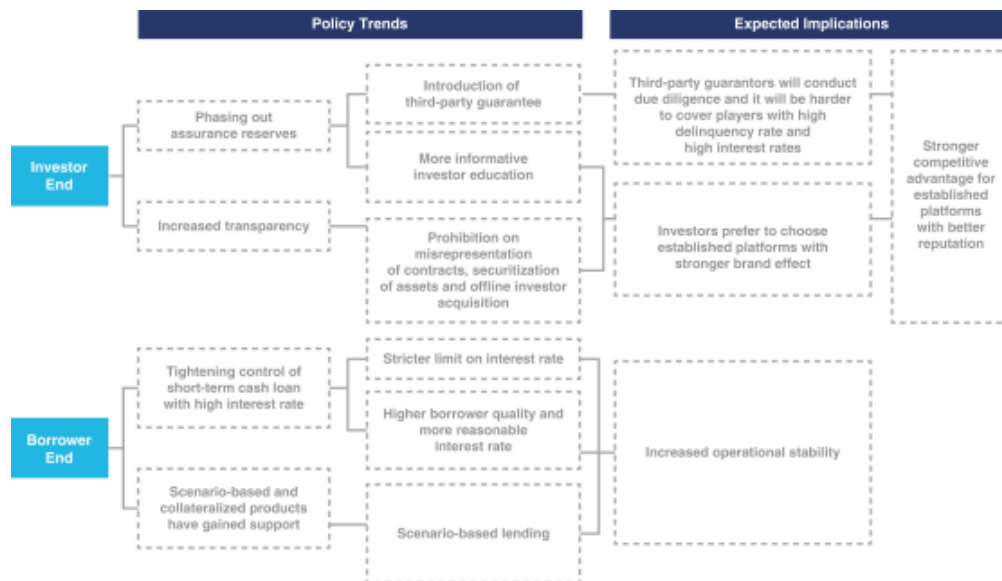 Policy Trends
Expected Implications
Investor
End
Phasing out
assurance reserves
Introduction of
third-party guarantee
Third-party guarantors will conduct
due diligence and it will be harder
to cover players with high
delinquency rate and
high interest rates
Stronger
competitive
advantage for
established
platforms
with better
reputation
More informative
investor education
Increased transparency
Prohibition on
misrepresentation
of contracts, securitization
of assets and offline investor
acquisition
Investors prefer to choose
established platforms with
stronger brand effect
Borrower
End
Tightening control of
short-term cash loan
with high interest rate
Stricter limit on interest rate
Higher borrower quality and
more reasonable
interest rate
Increased operational stability
Scenario-based and
collateralized products
have gained support
Scenario-based lending